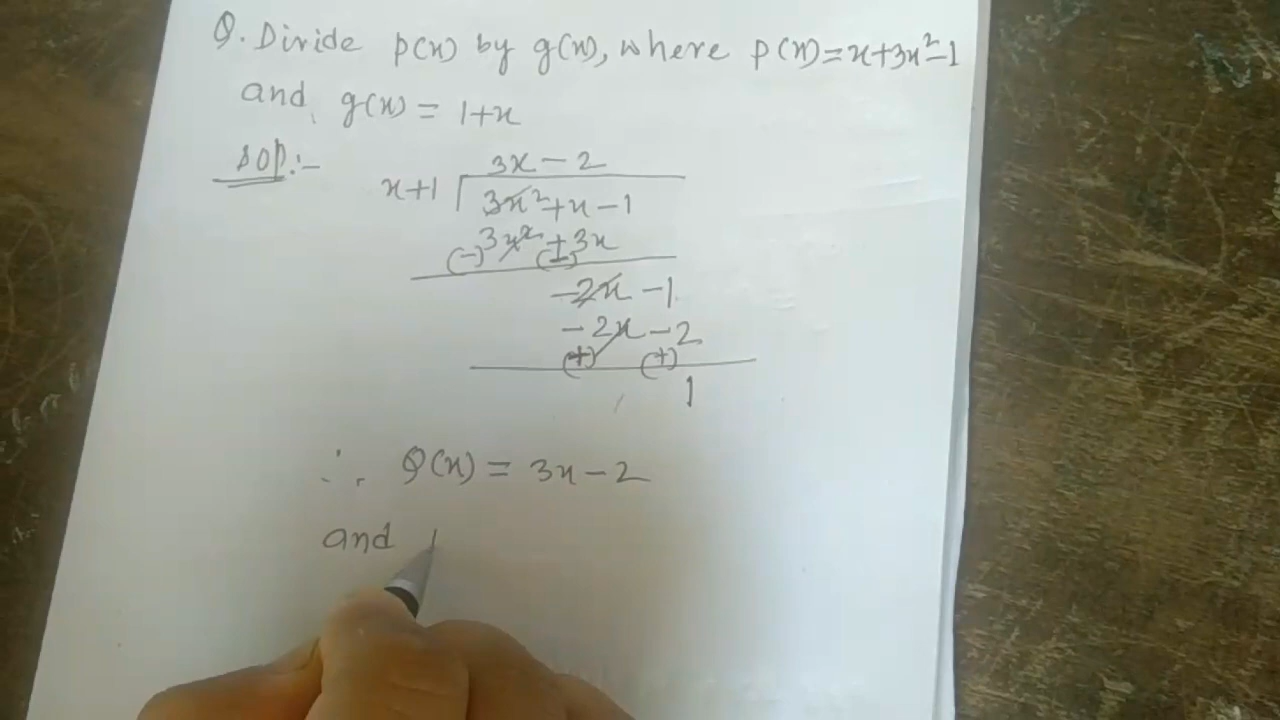 Q. Divide p(x) by g(x), where p(x)=x+3x²-1
and g(x) = 1+x
Sol:-
3x - 2
x+1 3x²+x-1
3x²+3x
(-) (-)
-2x -1
-2x -2
(+) (+)
1
∴ Q(x) = 3x-2
and